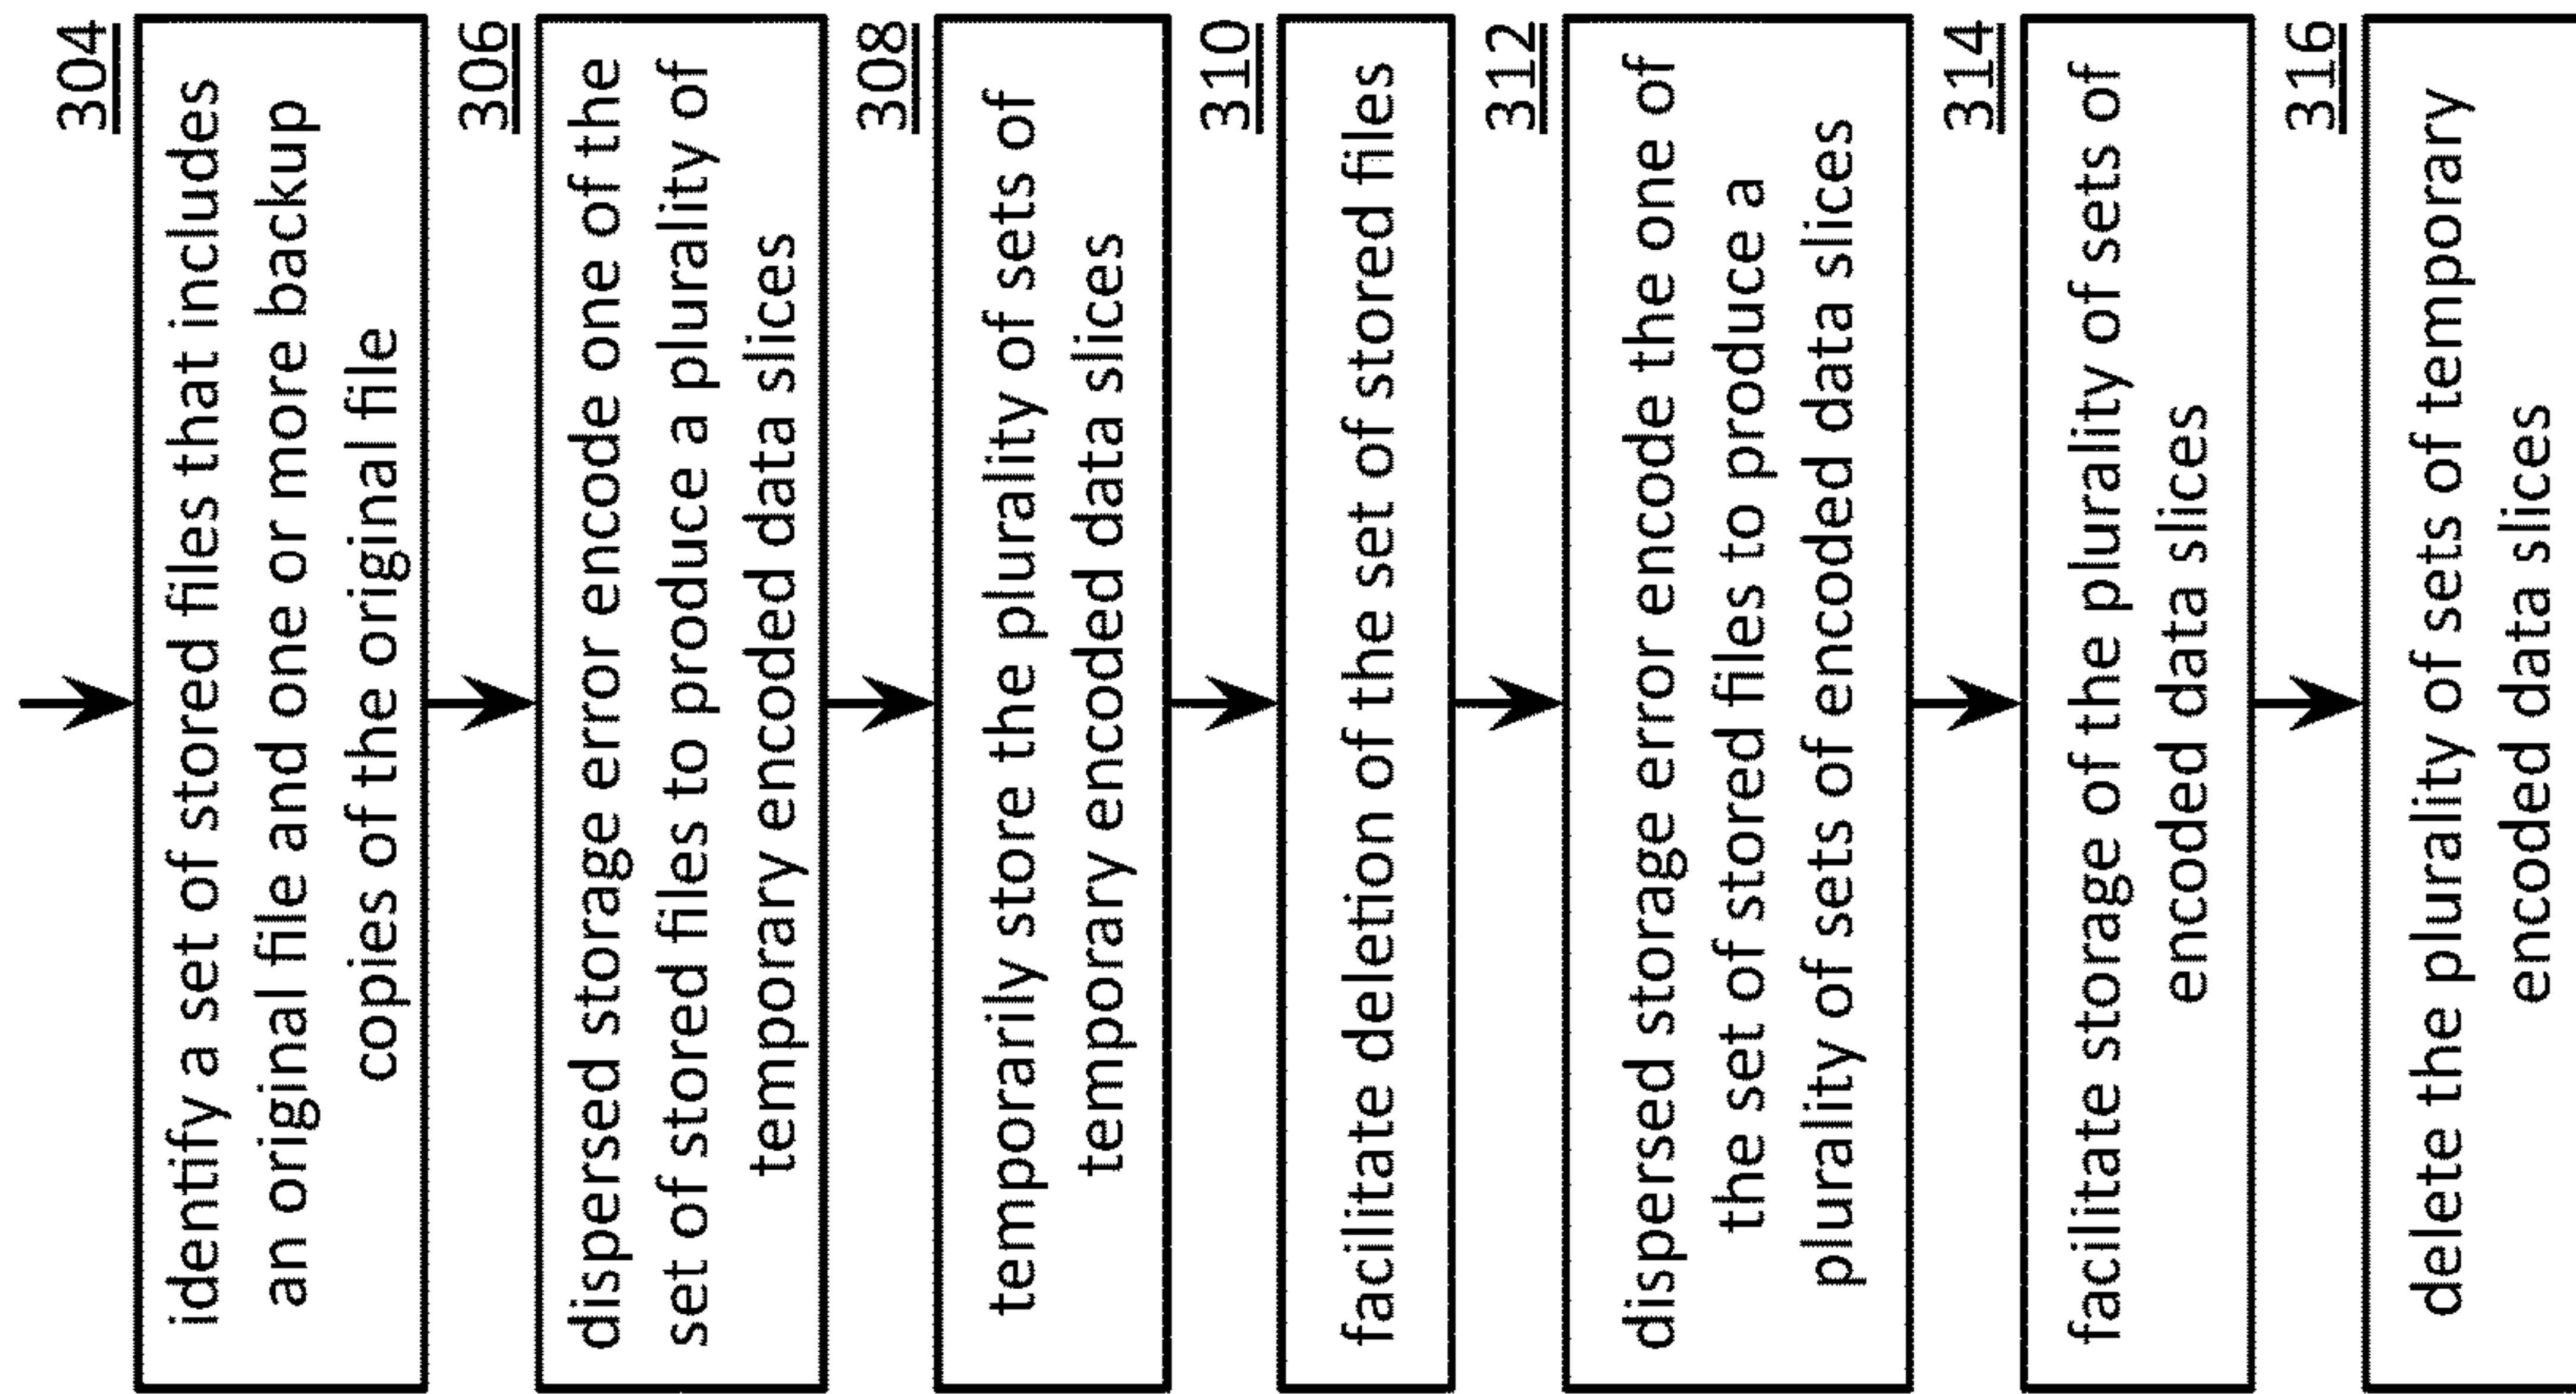 304
identify a set of stored files that includes
an original file and one or more backup
copies of the original file
306
dispersed storage error encode one of the
set of stored files to produce a plurality of
temporary encoded data slices
308
temporarily store the plurality of sets of
temporary encoded data slices
310
facilitate deletion of the set of stored files
312
dispersed storage error encode the one of
the set of stored files to produce a
plurality of sets of encoded data slices
314
facilitate storage of the plurality of sets of
encoded data slices
316
delete the plurality of sets of temporary
encoded data slices